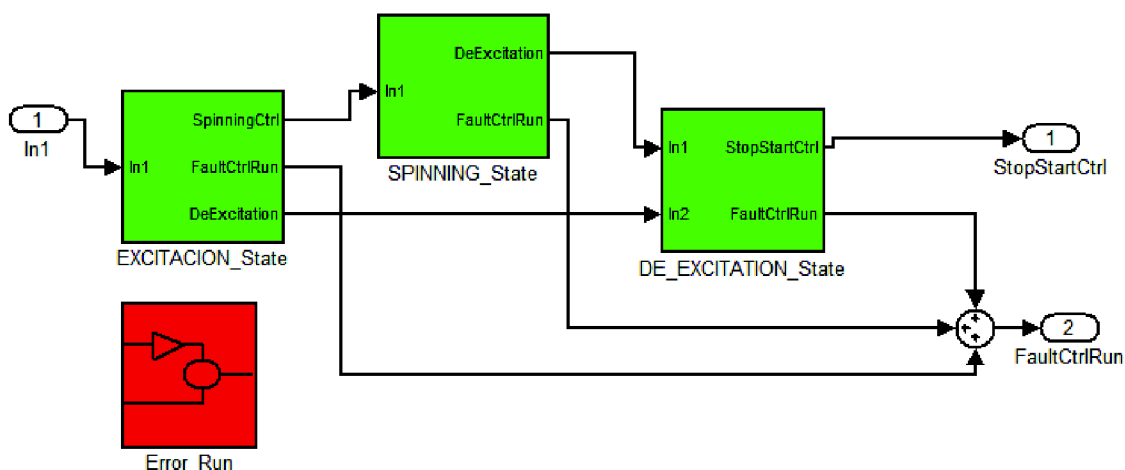 1
In1
In1
SpinningCtrl
FaultCtrlRun
DeExcitation
EXCITACION_State
In1
DeExcitation
FaultCtrlRun
SPINNING_State
In1
In2
StopStartCtrl
FaultCtrlRun
DE_EXCITATION_State
1
StopStartCtrl
+
+
+
2
FaultCtrlRun
Error_Run